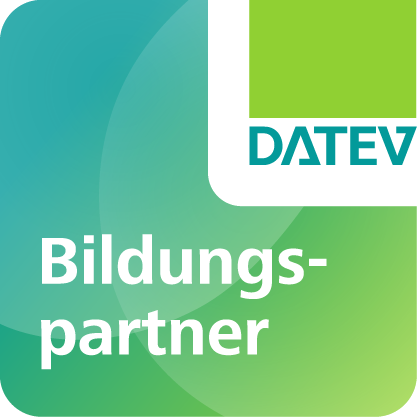 DATEV
Bildungs-
partner